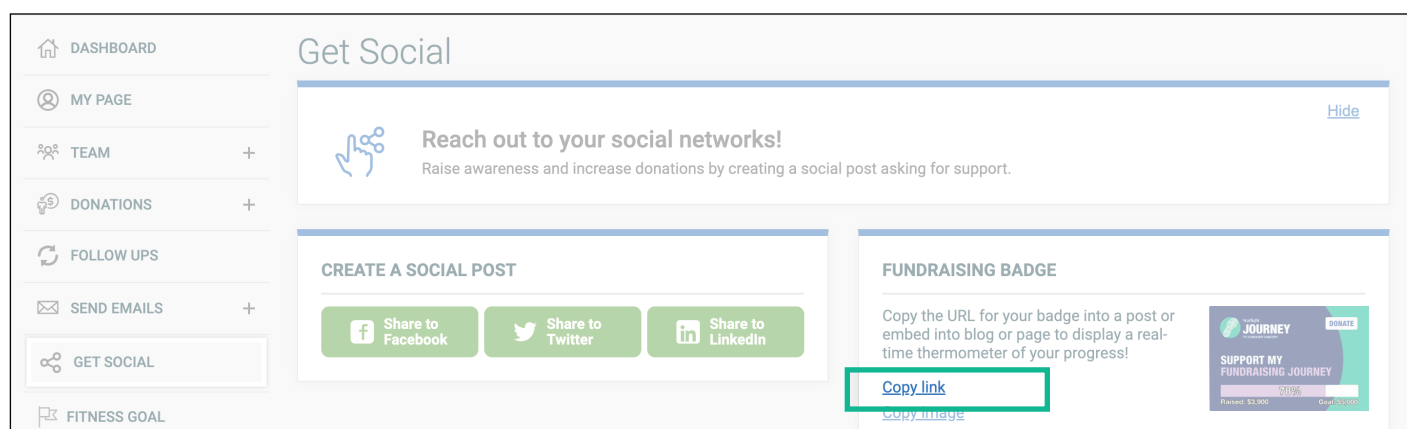 DASHBOARD
MY PAGE
TEAM +
DONATIONS +
FOLLOW UPS
SEND EMAILS +
GET SOCIAL
FITNESS GOAL
Get Social
Hide
Reach out to your social networks!
Raise awareness and increase donations by creating a social post asking for support.
CREATE A SOCIAL POST
Share to
Facebook
Share to
Twitter
Share to
LinkedIn
FUNDRAISING BADGE
Copy the URL for your badge into a post or
embed into blog or page to display a real-
time thermometer of your progress!
Copy link
Copy image
JOURNEY
DONATE
SUPPORT MY
FUNDRAISING JOURNEY
78%
Raised: $3,900 Goal: $5,000